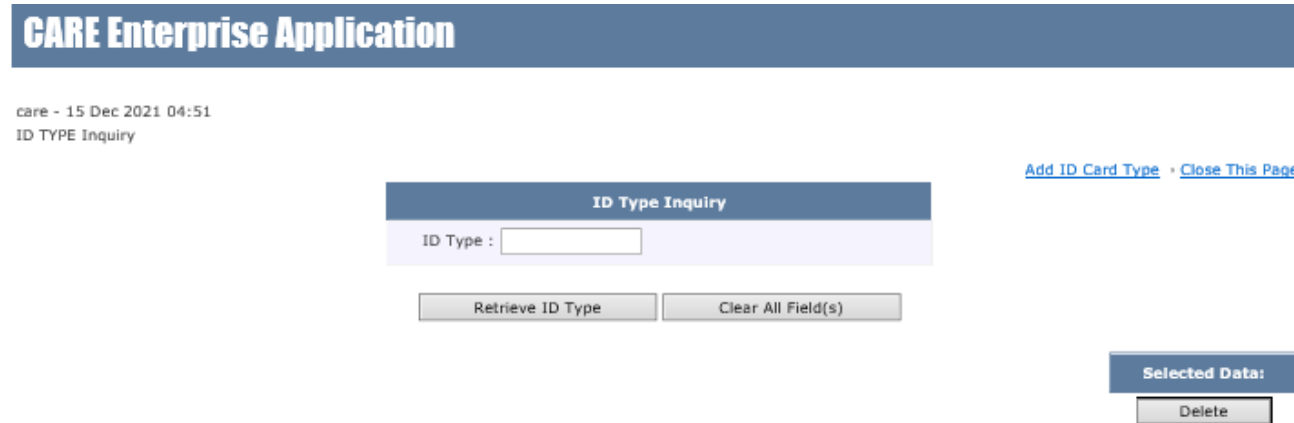 CARE Enterprise Application
care - 15 Dec 2021 04:51
ID TYPE Inquiry
Add ID Card Type Close This Page
ID Type Inquiry
ID Type :
Retrieve ID Type Clear All Field(s)
Selected Data:
Delete